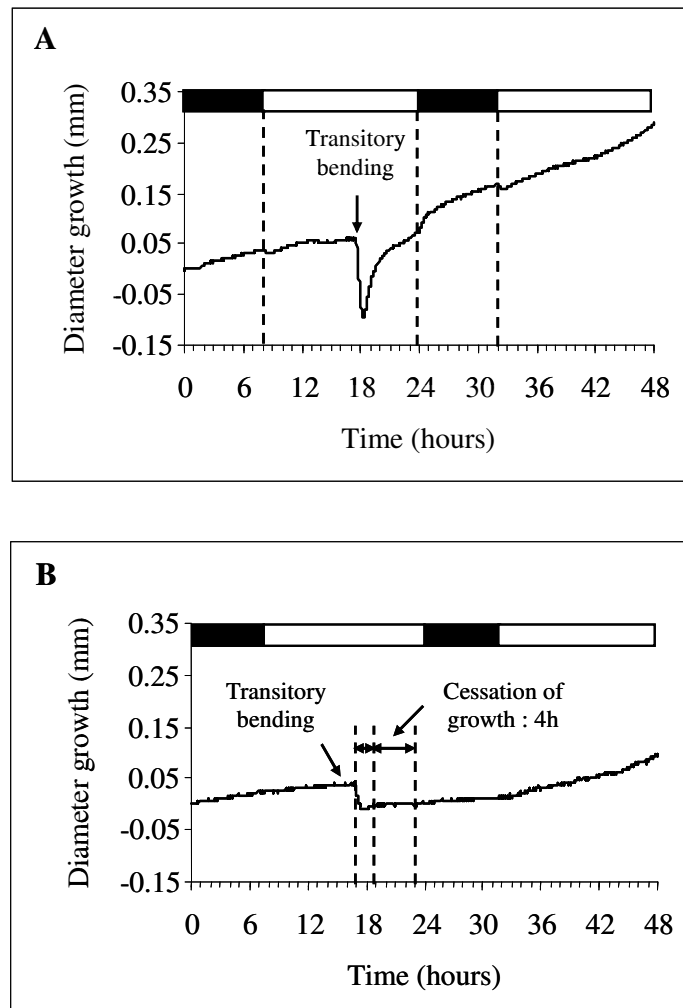 A
0.35
0.25
0.15
0.05
-0.05
-0.15
Diameter growth (mm)
Transitory
bending
0 6 12 18 24 30 36 42 48
Time (hours)
B
0.35
0.25
0.15
0.05
-0.05
-0.15
Diameter growth (mm)
Transitory
bending
Cessation of
growth : 4h
0 6 12 18 24 30 36 42 48
Time (hours)